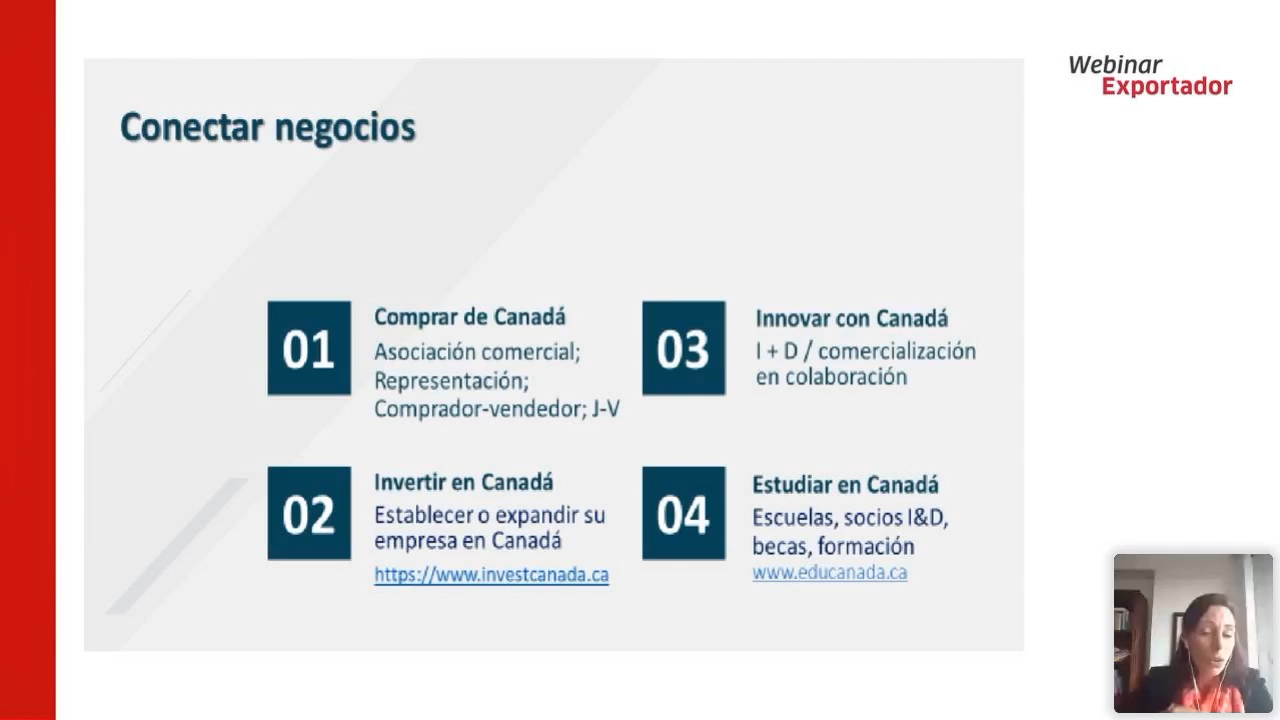 Webinar
Exportador
Conectar negocios
01
Comprar de Canadá
Asociación comercial;
Representación;
Comprador-vendedor; J-V
02
Invertir en Canadá
Establecer o expandir su
empresa en Canadá
https://www.investcanada.ca
03
Innovar con Canadá
I + D / comercialización
en colaboración
04
Estudiar en Canadá
Escuelas, socios I&D,
becas, formación
www.educanada.ca